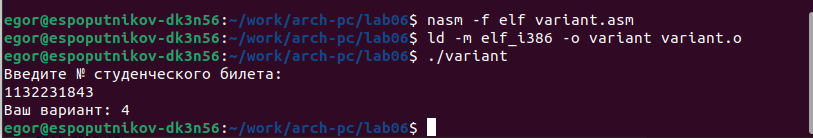 egor@espoputnikov-dk3n56:~/work/arch-pc/lab06$ nasm -f elf variant.asm
egor@espoputnikov-dk3n56:~/work/arch-pc/lab06$ ld -m elf_i386 -o variant variant.o
egor@espoputnikov-dk3n56:~/work/arch-pc/lab06$ ./variant
Введите № студенческого билета:
1132231843
Ваш вариант: 4
egor@espoputnikov-dk3n56:~/work/arch-pc/lab06$